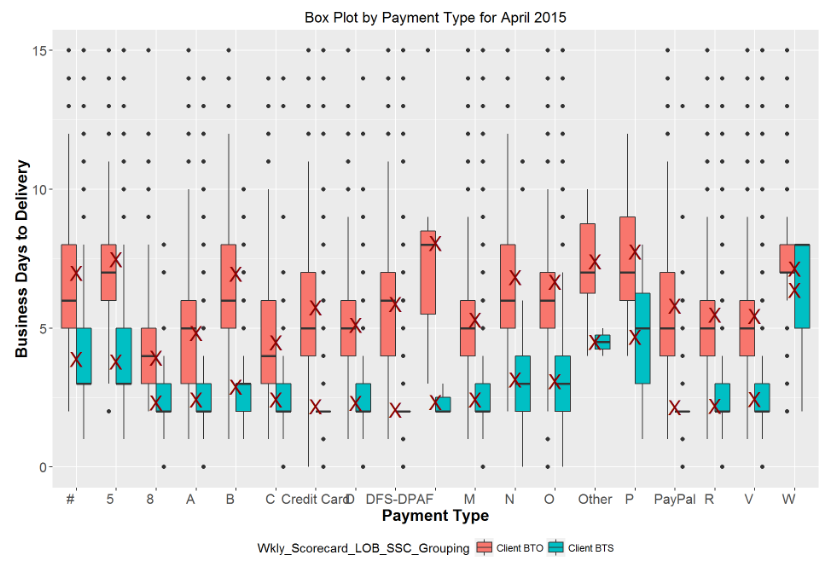 Box Plot by Payment Type for April 2015
15
10
5
0
Business Days to Delivery
# 5 8 A B C Credit Card D DFS-DPAF M N O Other P PayPal R V W
Payment Type
Wkly_Scorecard_LOB_SSC_Grouping Client BTO Client BTS